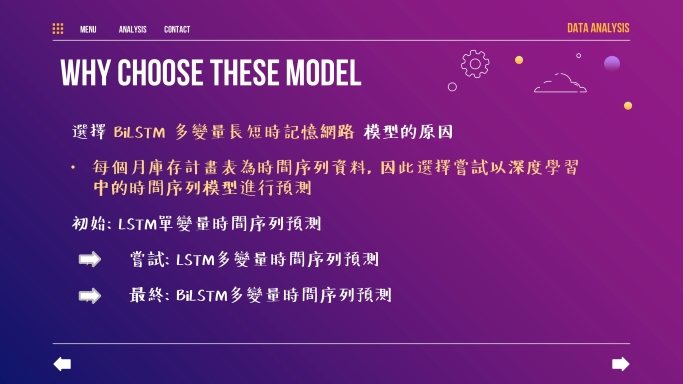 MENU ANALYSIS CONTACT DATA ANALYSIS
WHY CHOOSE THESE MODEL
選擇 BiLSTM 多變量長短時記憶網路 模型的原因
• 每個月庫存計畫表為時間序列資料, 因此選擇嘗試以深度學習
中的時間序列模型進行預測
初始: LSTM單變量時間序列預測
嘗試: LSTM多變量時間序列預測
最終: BiLSTM多變量時間序列預測